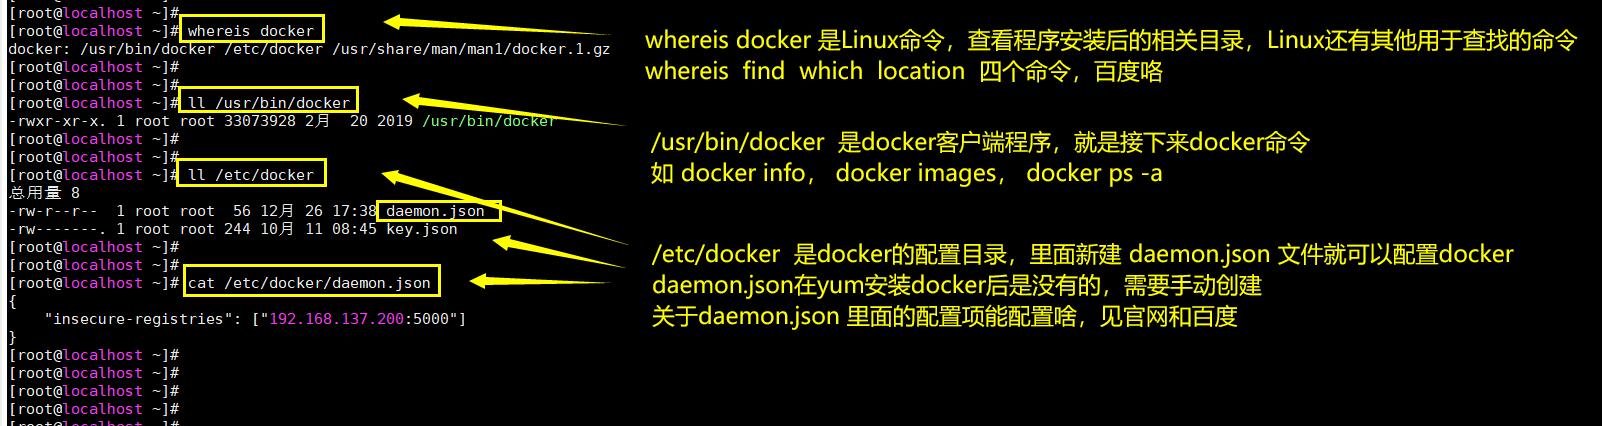 [root@localhost ~]#
[root@localhost ~]# whereis docker
docker: /usr/bin/docker /etc/docker /usr/share/man/man1/docker.1.gz
[root@localhost ~]#
[root@localhost ~]#
[root@localhost ~]# ll /usr/bin/docker
-rwxr-xr-x. 1 root root 33073928 2月  20 2019 /usr/bin/docker
[root@localhost ~]#
[root@localhost ~]#
[root@localhost ~]# ll /etc/docker
总用量 8
-rw-r--r--  1 root root  56 12月 26 17:38 daemon.json
-rw-------. 1 root root 244 10月 11 08:45 key.json
[root@localhost ~]#
[root@localhost ~]#
[root@localhost ~]# cat /etc/docker/daemon.json
{
    "insecure-registries": ["192.168.137.200:5000"]
}
[root@localhost ~]#
[root@localhost ~]#
[root@localhost ~]#
[root@localhost ~]#
[root@localhost ~]#
whereis docker 是Linux命令，查看程序安装后的相关目录，Linux还有其他用于查找的命令
whereis  find  which  location  四个命令，百度咯
/usr/bin/docker  是docker客户端程序，就是接下来docker命令
如 docker info， docker images， docker ps -a
/etc/docker  是docker的配置目录，里面新建 daemon.json 文件就可以配置docker
daemon.json在yum安装docker后是没有的，需要手动创建
关于daemon.json 里面的配置项能配置啥，见官网和百度